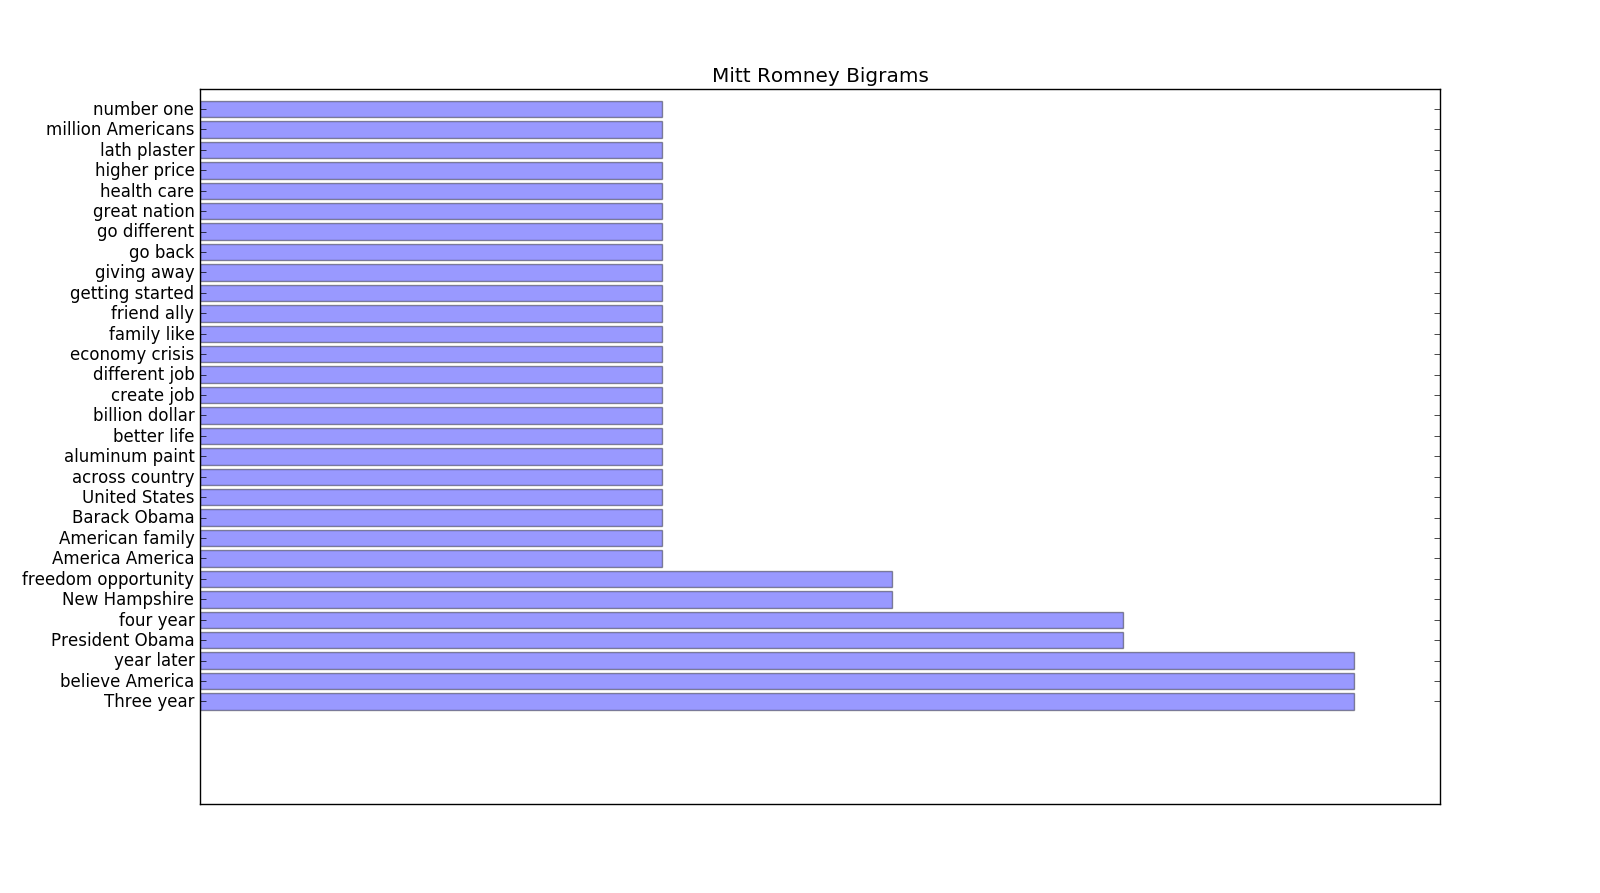 Mitt Romney Bigrams
number one
million Americans
lath plaster
higher price
health care
great nation
go different
go back
giving away
getting started
friend ally
family like
economy crisis
different job
create job
billion dollar
better life
aluminum paint
across country
United States
Barack Obama
American family
America America
freedom opportunity
New Hampshire
four year
President Obama
year later
believe America
Three year